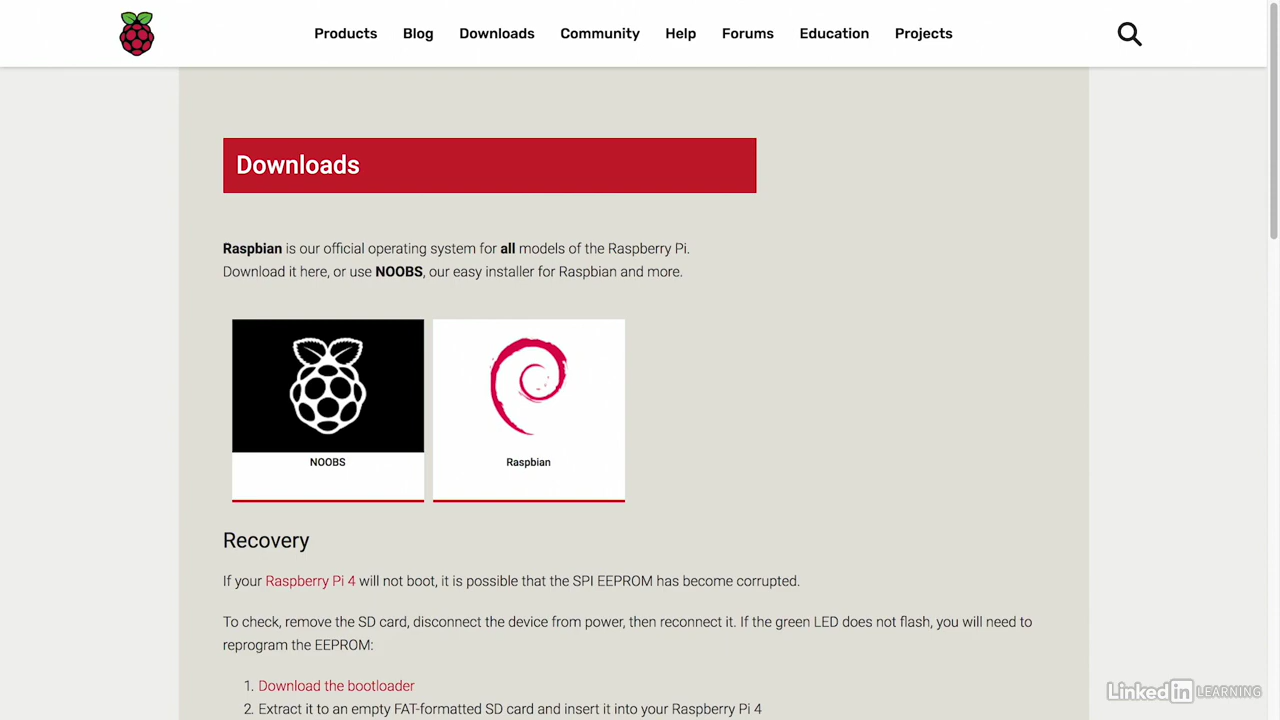 Products Blog Downloads Community Help Forums Education Projects
Downloads
Raspbian is our official operating system for all models of the Raspberry Pi.
Download it here, or use NOOBS, our easy installer for Raspbian and more.
NOOBS
Raspbian
Recovery
If your Raspberry Pi 4 will not boot, it is possible that the SPI EEPROM has become corrupted.
To check, remove the SD card, disconnect the device from power, then reconnect it. If the green LED does not flash, you will need to
reprogram the EEPROM:
1. Download the bootloader
2. Extract it to an empty FAT-formatted SD card and insert it into your Raspberry Pi 4
Linked in LEARNING